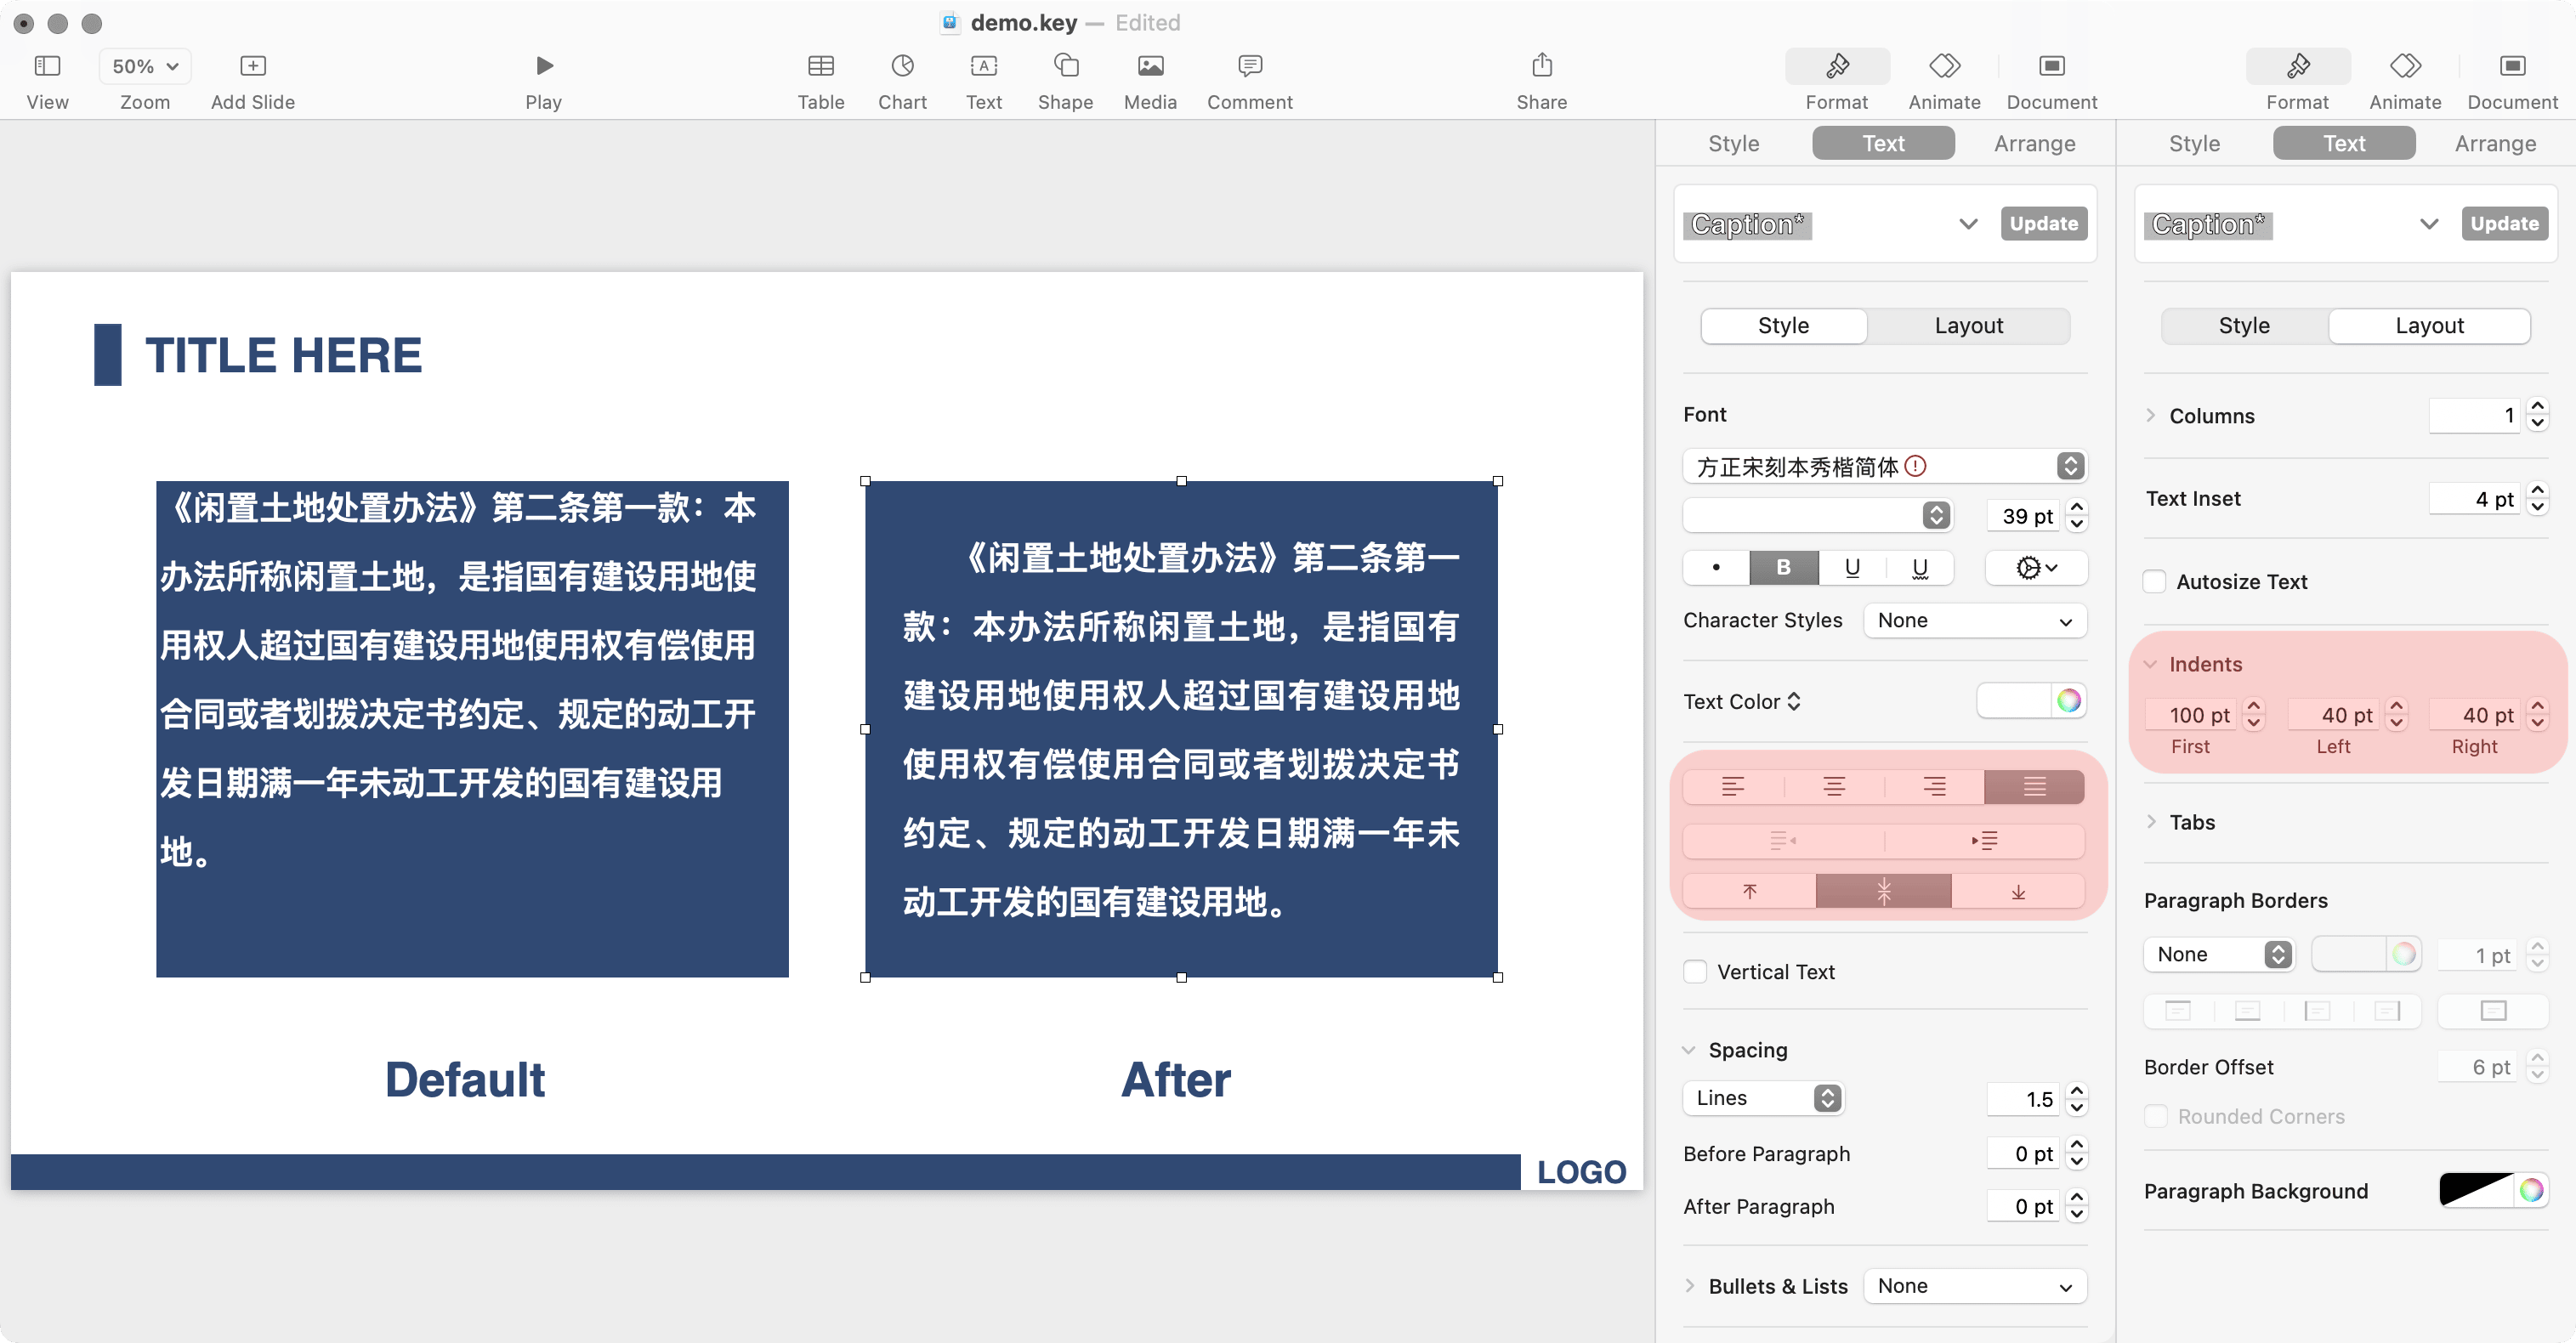 demo.key — Edited
View
50%
Zoom
Add Slide
Play
Table
Chart
Text
Shape
Media
Comment
Share
Format
Animate
Document
Format
Animate
Document
TITLE HERE
《闲置土地处置办法》第二条第一款：本
办法所称闲置土地，是指国有建设用地使
用权人超过国有建设用地使用权有偿使用
合同或者划拨决定书约定、规定的动工开
发日期满一年未动工开发的国有建设用
地。
Default
《闲置土地处置办法》第二条第一
款：本办法所称闲置土地，是指国有
建设用地使用权人超过国有建设用地
使用权有偿使用合同或者划拨决定书
约定、规定的动工开发日期满一年未
动工开发的国有建设用地。
After
LOGO
Style Text Arrange
Caption* Update
Style Layout
Font
方正宋刻本秀楷简体
39 pt
B U U
Character Styles None
Text Color
Vertical Text
Spacing
Lines 1.5
Before Paragraph 0 pt
After Paragraph 0 pt
Bullets & Lists None
Style Text Arrange
Caption* Update
Style Layout
Columns 1
Text Inset 4 pt
Autosize Text
Indents
100 pt 40 pt 40 pt
First Left Right
Tabs
Paragraph Borders
None 1 pt
Border Offset 6 pt
Rounded Corners
Paragraph Background